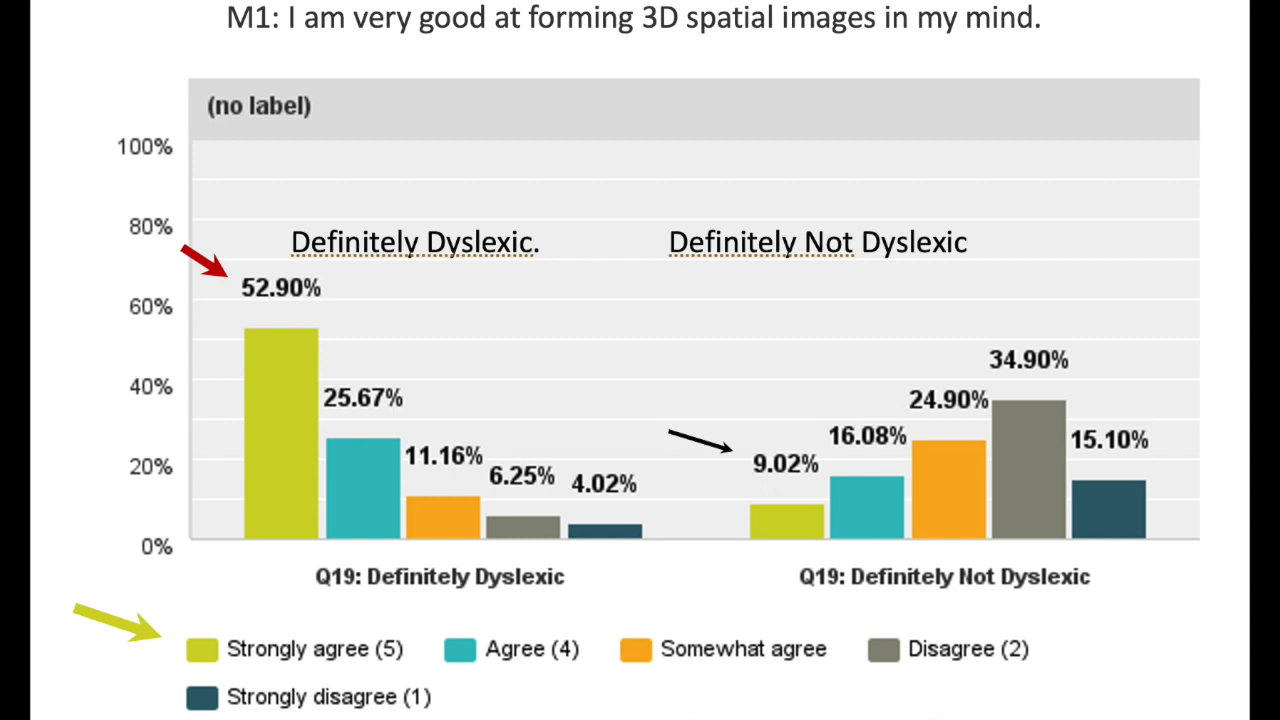 M1: I am very good at forming 3D spatial images in my mind.
(no label)
100%
80%
60%
40%
20%
0%
Definitely Dyslexic.
Definitely Not Dyslexic
52.90%
25.67%
11.16%
6.25%
4.02%
9.02%
16.08%
24.90%
34.90%
15.10%
Q19: Definitely Dyslexic
Q19: Definitely Not Dyslexic
Strongly agree (5)
Agree (4)
Somewhat agree
Disagree (2)
Strongly disagree (1)